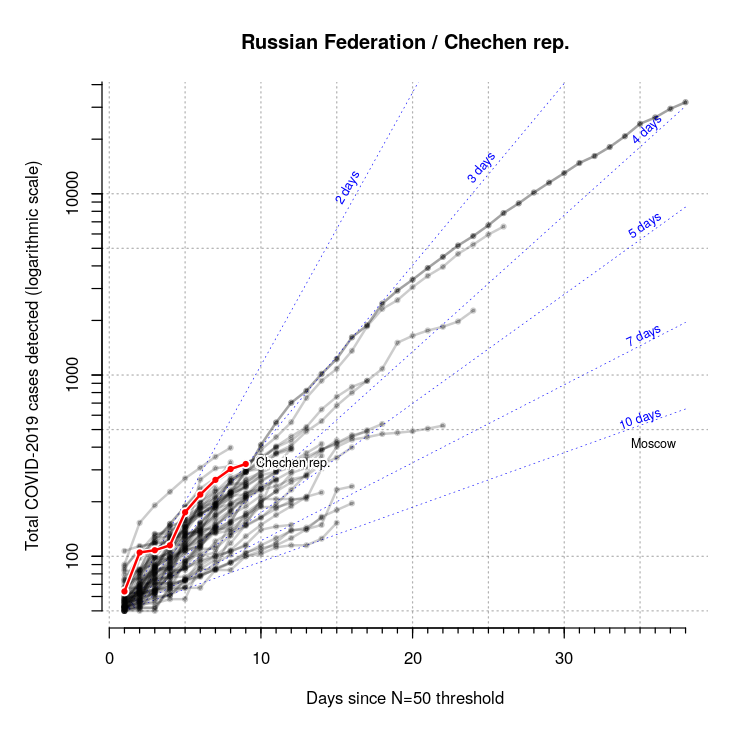 Russian Federation / Chechen rep.
2 days
3 days
4 days
5 days
7 days
10 days
Moscow
Chechen rep.
Total COVID-2019 cases detected (logarithmic scale)
10000
1000
100
0
10
20
30
Days since N=50 threshold